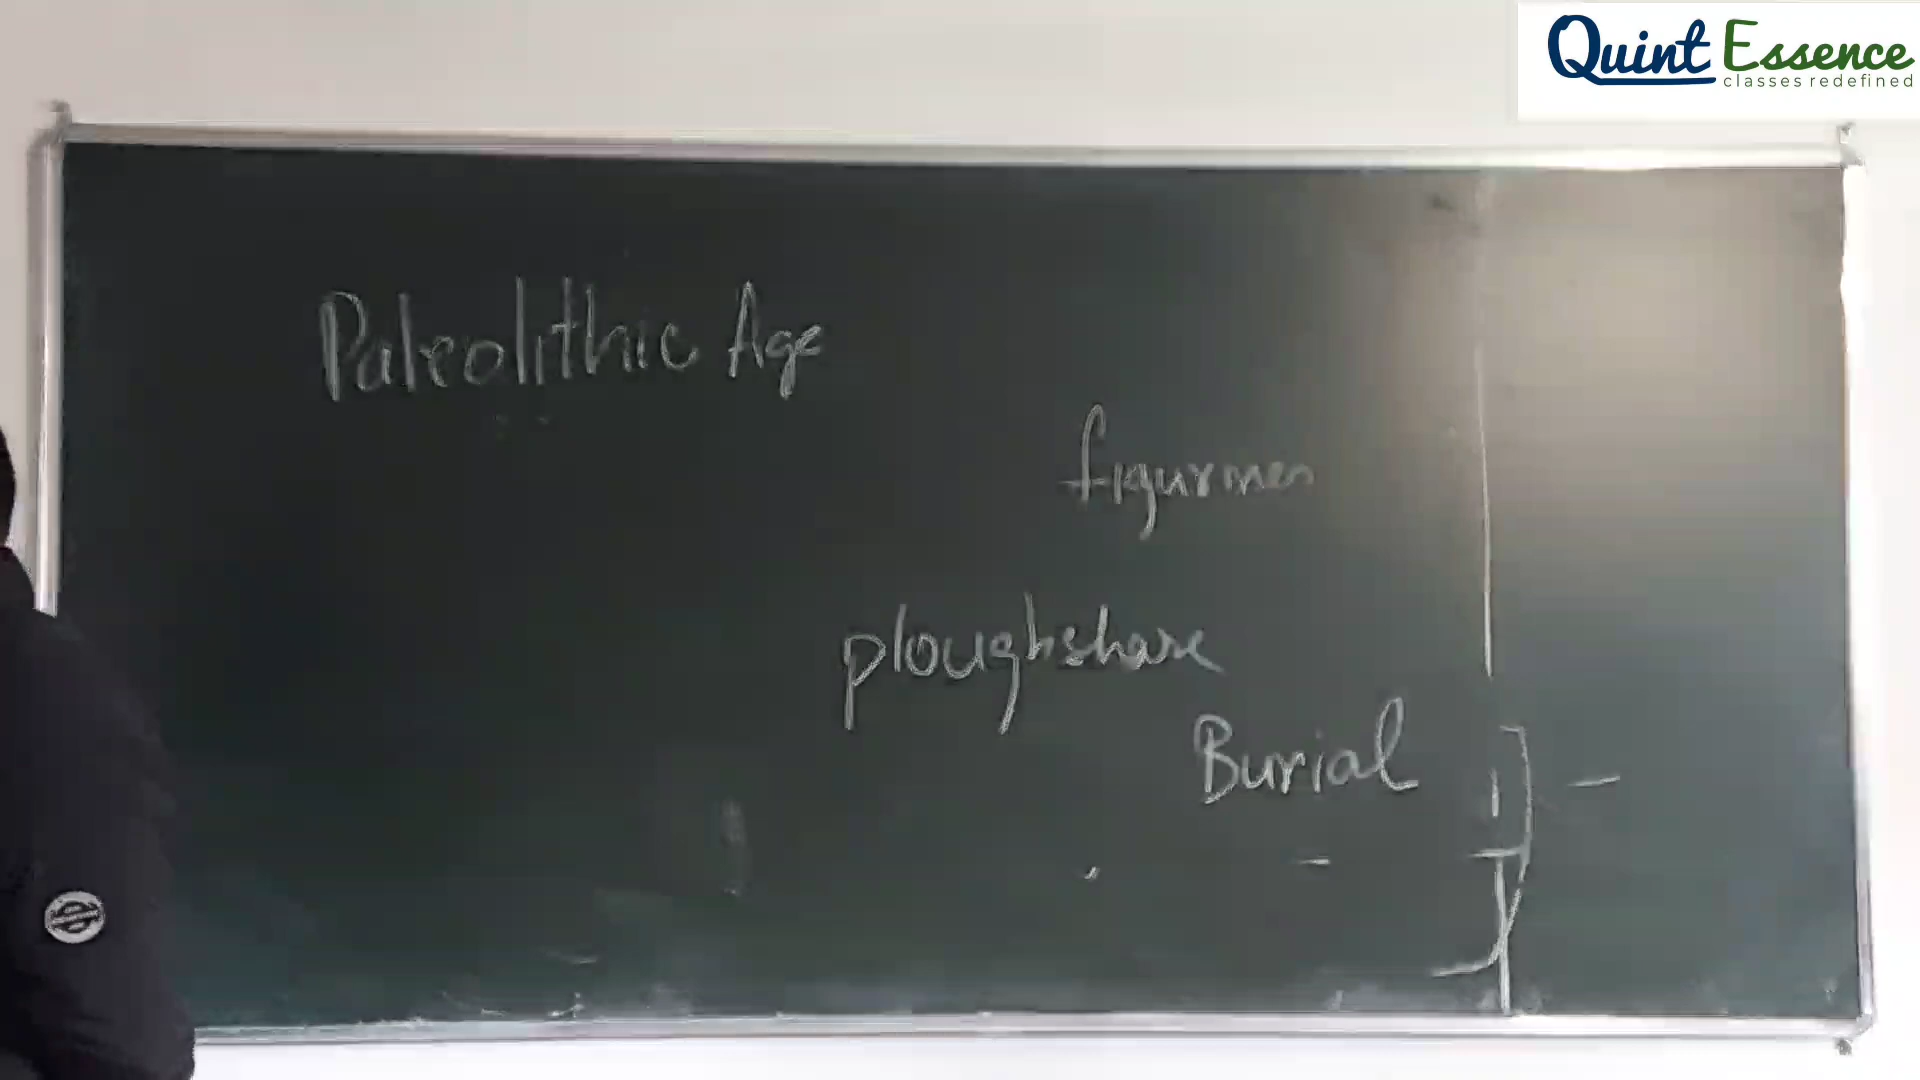 Quint Essence
classes redefined
Paleolithic Age
figurines
ploughshare
Burial